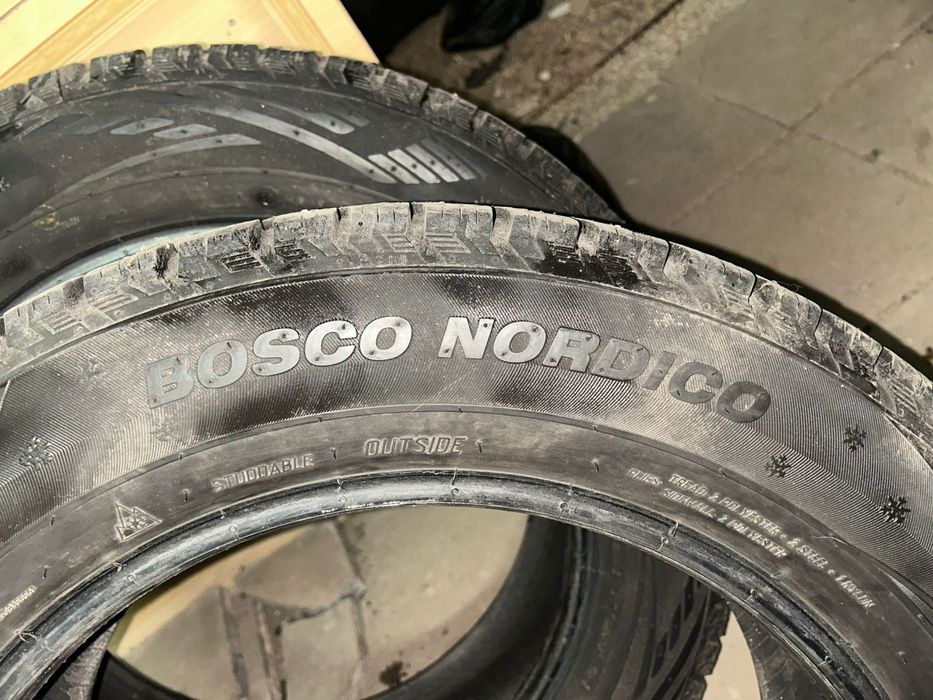 BOSCO NORDICO
OUTSIDE
STUDDABLE
PLIES: TREAD 2 POLYESTER + 2 STEEL + 1 NYLON
SIDEWALL 2 POLYESTER